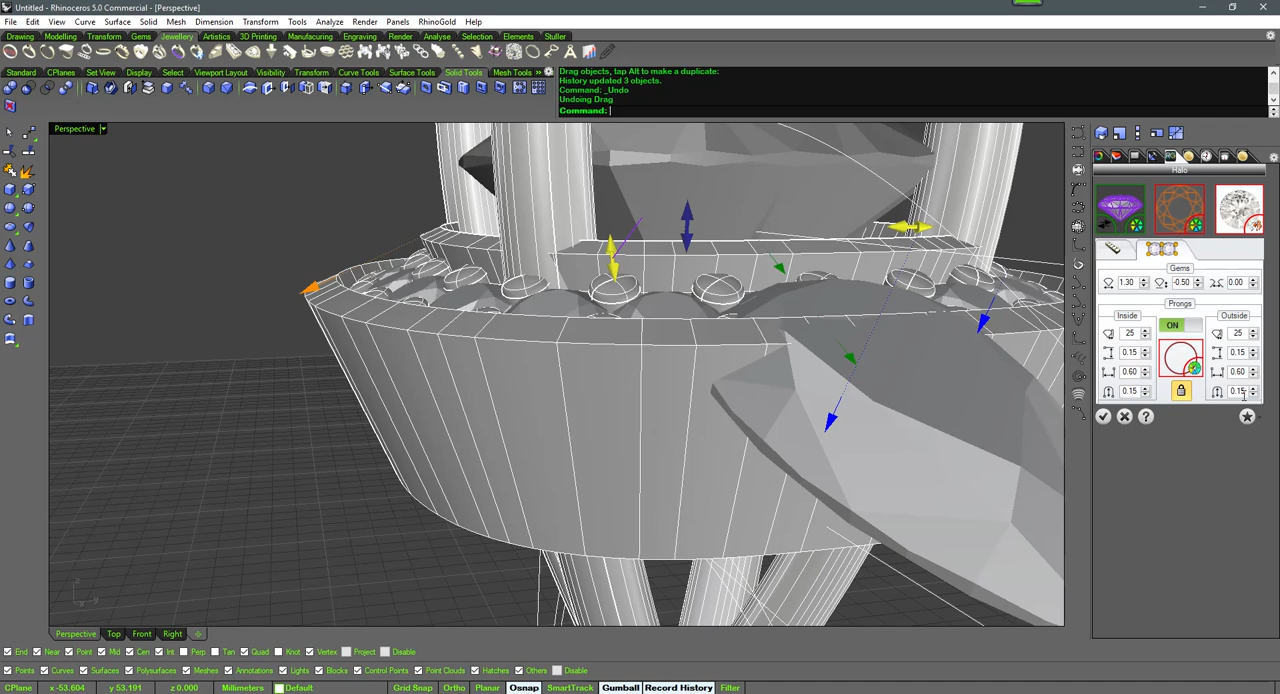 Untitled - Rhinoceros 5.0 Commercial - [Perspective]
File Edit View Curve Surface Solid Mesh Dimension Transform Tools Analyze Render Panels RhinoGold Help
Drawing Modelling Transform Gems Jewellery Artistics 3D Printing Manufacturing Engraving Render Analyse Selection Elements Stuller
Standard CPlanes Set View Display Select Viewport Layout Visibility Transform Curve Tools Surface Tools Solid Tools Mesh Tools »
Drag objects, tap Alt to make a duplicate:
History updated 3 objects.
Command: _Undo
Undoing Drag
Command:
Perspective
Halo
Gems
1.30 -0.50 0.00
Prongs
Inside Outside
25 ON 25
0.15 0.15
0.60 0.60
0.15 0.15
Perspective Top Front Right
End Near Point Mid Cen Int Perp Tan Quad Knot Vertex Project Disable
Points Curves Surfaces Polysurfaces Meshes Annotations Lights Blocks Control Points Point Clouds Hatches Others Disable
CPlane x -53.604 y 53.191 z 0.000 Millimeters Default Grid Snap Ortho Planar Osnap SmartTrack Gumball Record History Filter